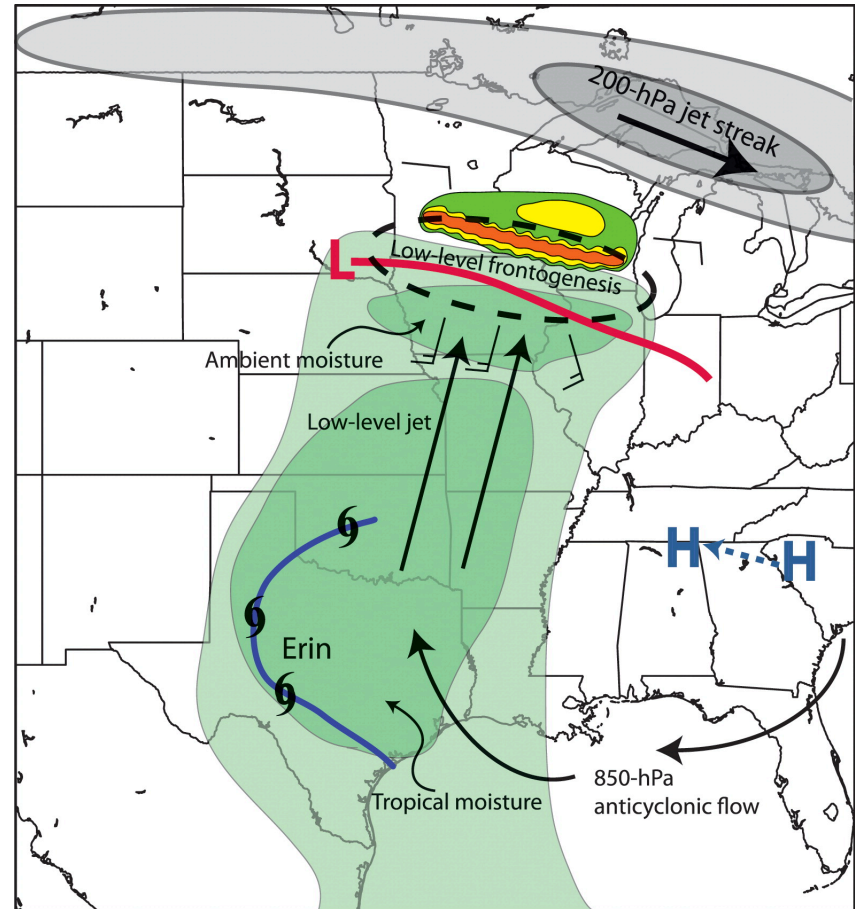 200-hPa jet streak
L
Low-level frontogenesis
Ambient moisture
Low-level jet
H
H
Erin
Tropical moisture
850-hPa
anticyclonic flow